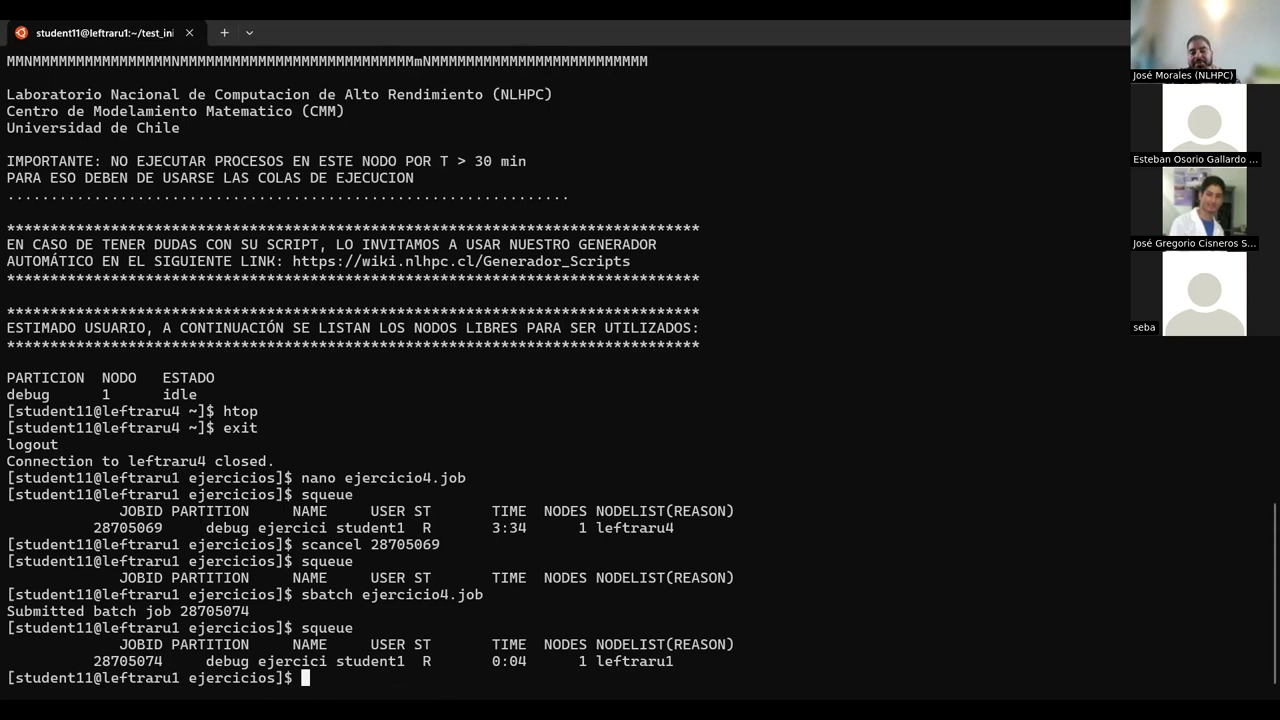 student11@leftraru1:~/test_ini
MMNMMMMMMMMMMMMMMMMNMMMMMMMMMMMMMMMMMMMMMMMMMMMmNMMMMMMMMMMMMMMMMMMMMMMMMM
Laboratorio Nacional de Computacion de Alto Rendimiento (NLHPC)
Centro de Modelamiento Matematico (CMM)
Universidad de Chile
IMPORTANTE: NO EJECUTAR PROCESOS EN ESTE NODO POR T > 30 min
PARA ESO DEBEN DE USARSE LAS COLAS DE EJECUCION
.................................................................
********************************************************************************
EN CASO DE TENER DUDAS CON SU SCRIPT, LO INVITAMOS A USAR NUESTRO GENERADOR
AUTOMÁTICO EN EL SIGUIENTE LINK: https://wiki.nlhpc.cl/Generador_Scripts
********************************************************************************
********************************************************************************
ESTIMADO USUARIO, A CONTINUACIÓN SE LISTAN LOS NODOS LIBRES PARA SER UTILIZADOS:
********************************************************************************
PARTICION  NODO   ESTADO
debug      1      idle
[student11@leftraru4 ~]$ htop
[student11@leftraru4 ~]$ exit
logout
Connection to leftraru4 closed.
[student11@leftraru1 ejercicios]$ nano ejercicio4.job
[student11@leftraru1 ejercicios]$ squeue
JOBID PARTITION     NAME     USER ST       TIME  NODES NODELIST(REASON)
28705069     debug ejercici student1  R       3:34      1 leftraru4
[student11@leftraru1 ejercicios]$ scancel 28705069
[student11@leftraru1 ejercicios]$ squeue
JOBID PARTITION     NAME     USER ST       TIME  NODES NODELIST(REASON)
[student11@leftraru1 ejercicios]$ sbatch ejercicio4.job
Submitted batch job 28705074
[student11@leftraru1 ejercicios]$ squeue
JOBID PARTITION     NAME     USER ST       TIME  NODES NODELIST(REASON)
28705074     debug ejercici student1  R       0:04      1 leftraru1
[student11@leftraru1 ejercicios]$
José Morales (NLHPC)
Esteban Osorio Gallardo ...
José Gregorio Cisneros S...
seba